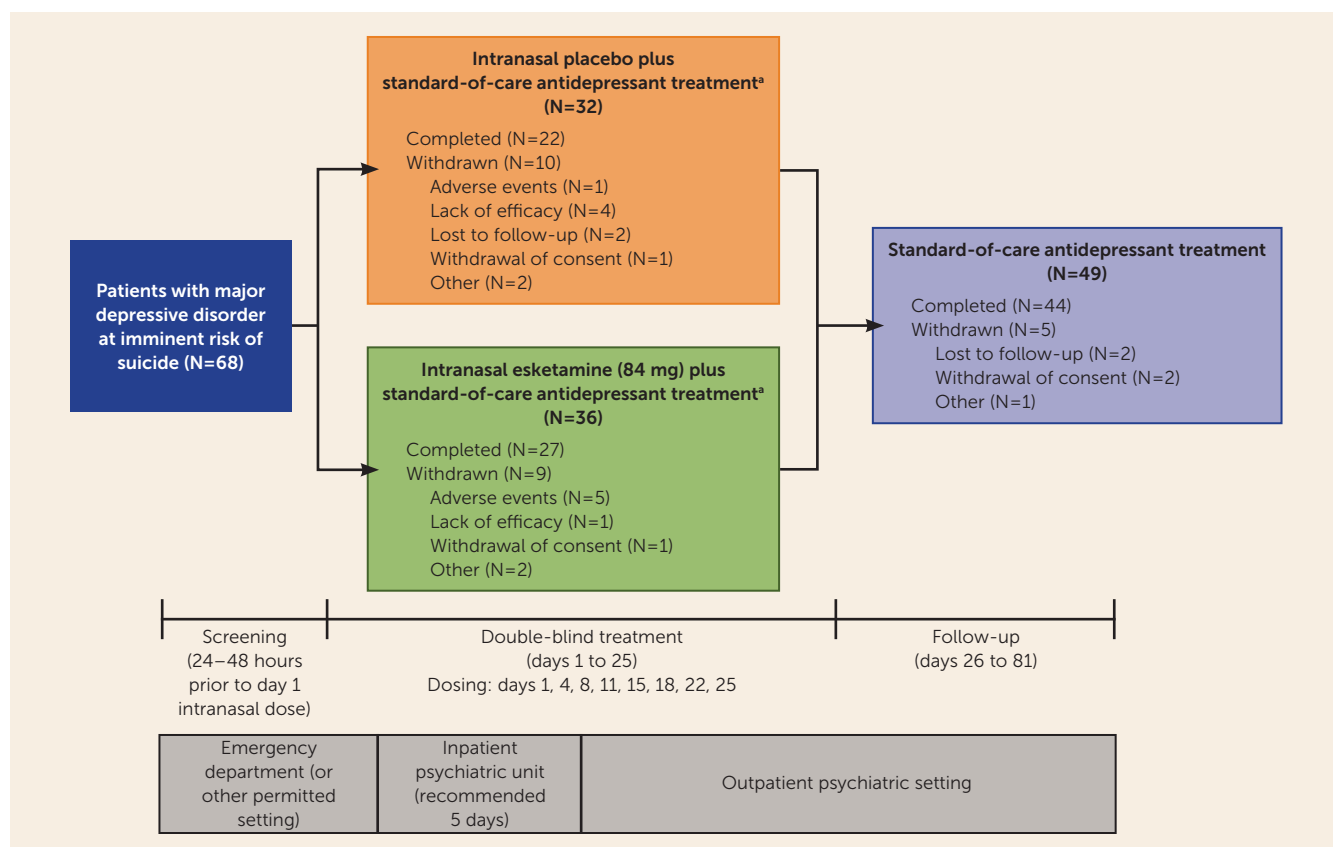 Intranasal placebo plus
standard-of-care antidepressant treatmentᵃ
(N=32)
Completed (N=22)
Withdrawn (N=10)
Adverse events (N=1)
Lack of efficacy (N=4)
Lost to follow-up (N=2)
Withdrawal of consent (N=1)
Other (N=2)
Patients with major
depressive disorder
at imminent risk of
suicide (N=68)
Intranasal esketamine (84 mg) plus
standard-of-care antidepressant treatmentᵃ
(N=36)
Completed (N=27)
Withdrawn (N=9)
Adverse events (N=5)
Lack of efficacy (N=1)
Withdrawal of consent (N=1)
Other (N=2)
Standard-of-care antidepressant treatment
(N=49)
Completed (N=44)
Withdrawn (N=5)
Lost to follow-up (N=2)
Withdrawal of consent (N=2)
Other (N=1)
Screening
(24–48 hours
prior to day 1
intranasal dose)
Double-blind treatment
(days 1 to 25)
Dosing: days 1, 4, 8, 11, 15, 18, 22, 25
Follow-up
(days 26 to 81)
Emergency
department (or
other permitted
setting)
Inpatient
psychiatric unit
(recommended
5 days)
Outpatient psychiatric setting